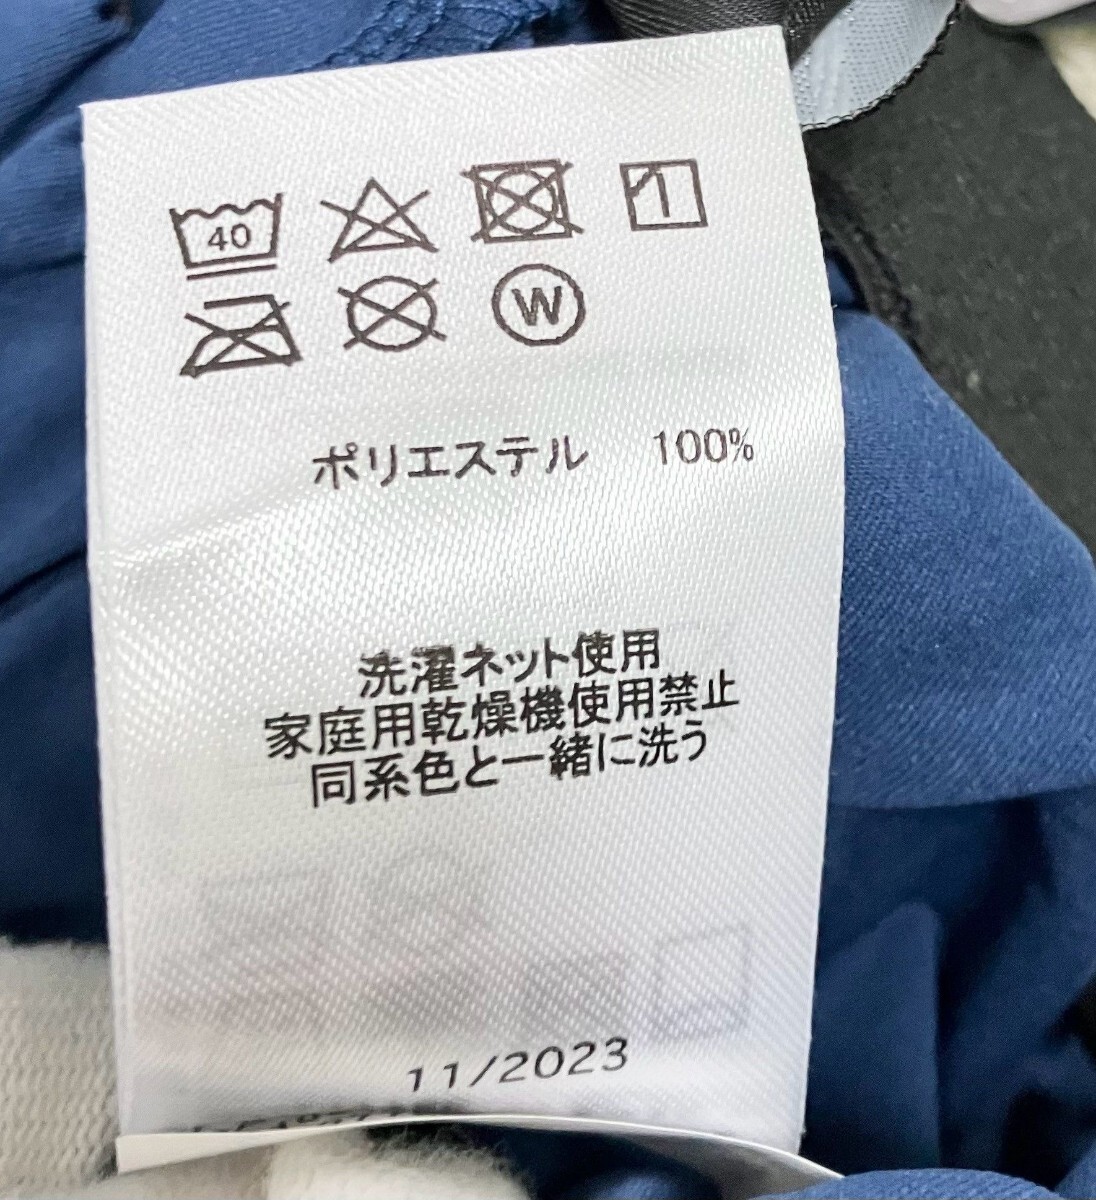 40
W
ポリエステル 100%
洗濯ネット使用
家庭用乾燥機使用禁止
同系色と一緒に洗う
11/2023